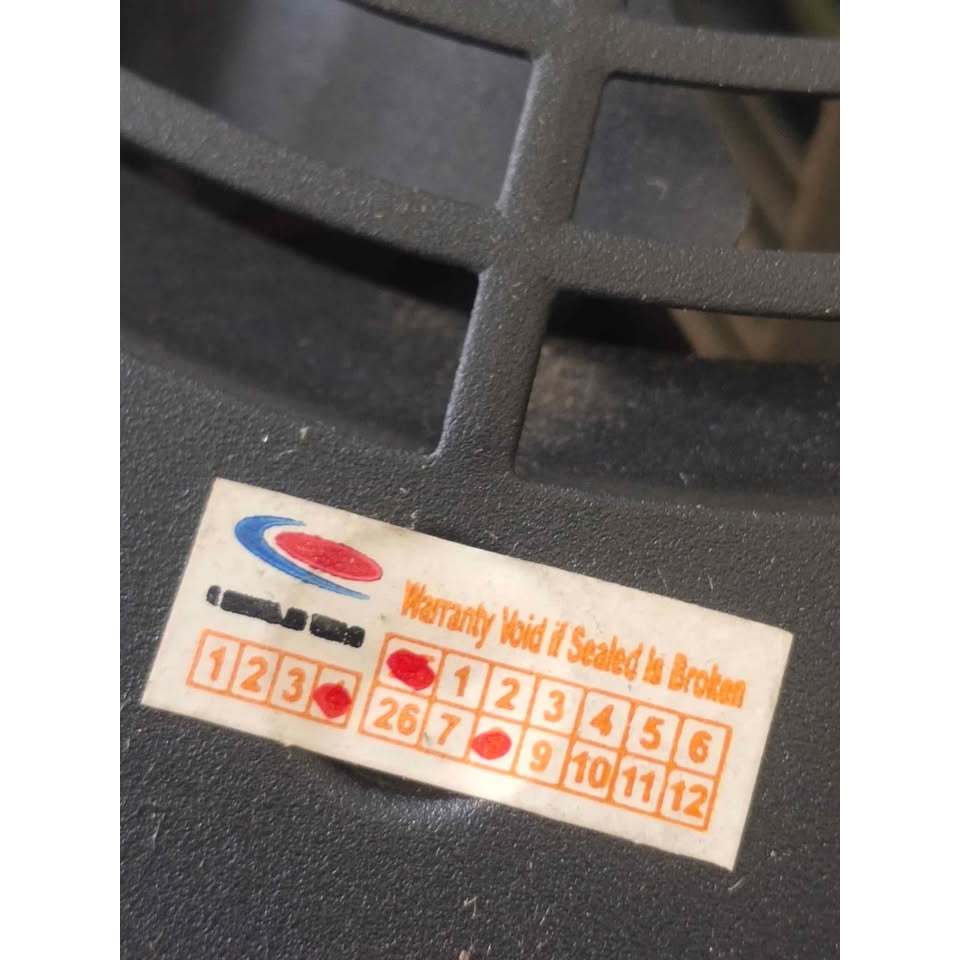 Warranty Void if Sealed Is Broken
1 2 3
1 2 3 4 5 6
26 7 9 10 11 12